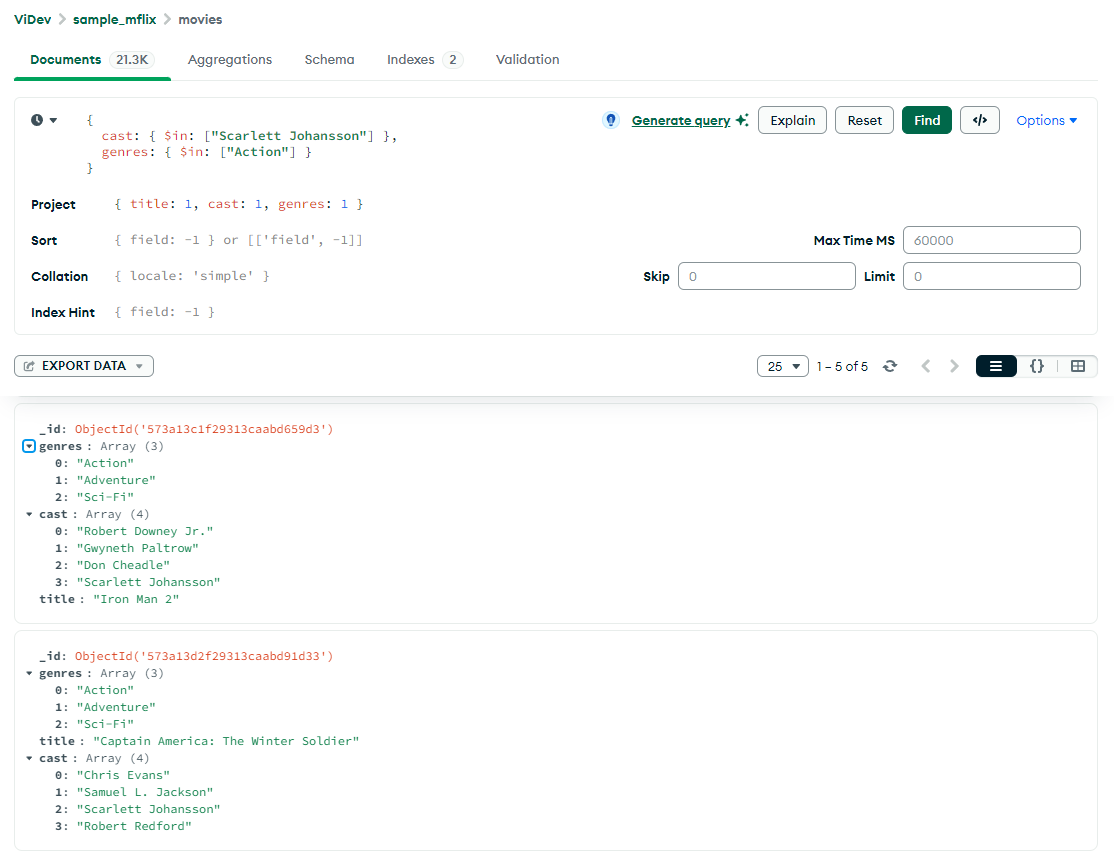 ViDev > sample_mflix > movies
Documents 21.3K Aggregations Schema Indexes 2 Validation
{
cast: { $in: ["Scarlett Johansson"] },
genres: { $in: ["Action"] }
}
Generate query Explain Reset Find </> Options
Project { title: 1, cast: 1, genres: 1 }
Sort { field: -1 } or [['field', -1]]
Max Time MS 60000
Collation { locale: 'simple' }
Skip 0 Limit 0
Index Hint { field: -1 }
EXPORT DATA 25 1 – 5 of 5 {}
_id: ObjectId('573a13c1f29313caabd659d3')
genres : Array (3)
0: "Action"
1: "Adventure"
2: "Sci-Fi"
cast : Array (4)
0: "Robert Downey Jr."
1: "Gwyneth Paltrow"
2: "Don Cheadle"
3: "Scarlett Johansson"
title : "Iron Man 2"
_id: ObjectId('573a13d2f29313caabd91d33')
genres : Array (3)
0: "Action"
1: "Adventure"
2: "Sci-Fi"
title : "Captain America: The Winter Soldier"
cast : Array (4)
0: "Chris Evans"
1: "Samuel L. Jackson"
2: "Scarlett Johansson"
3: "Robert Redford"